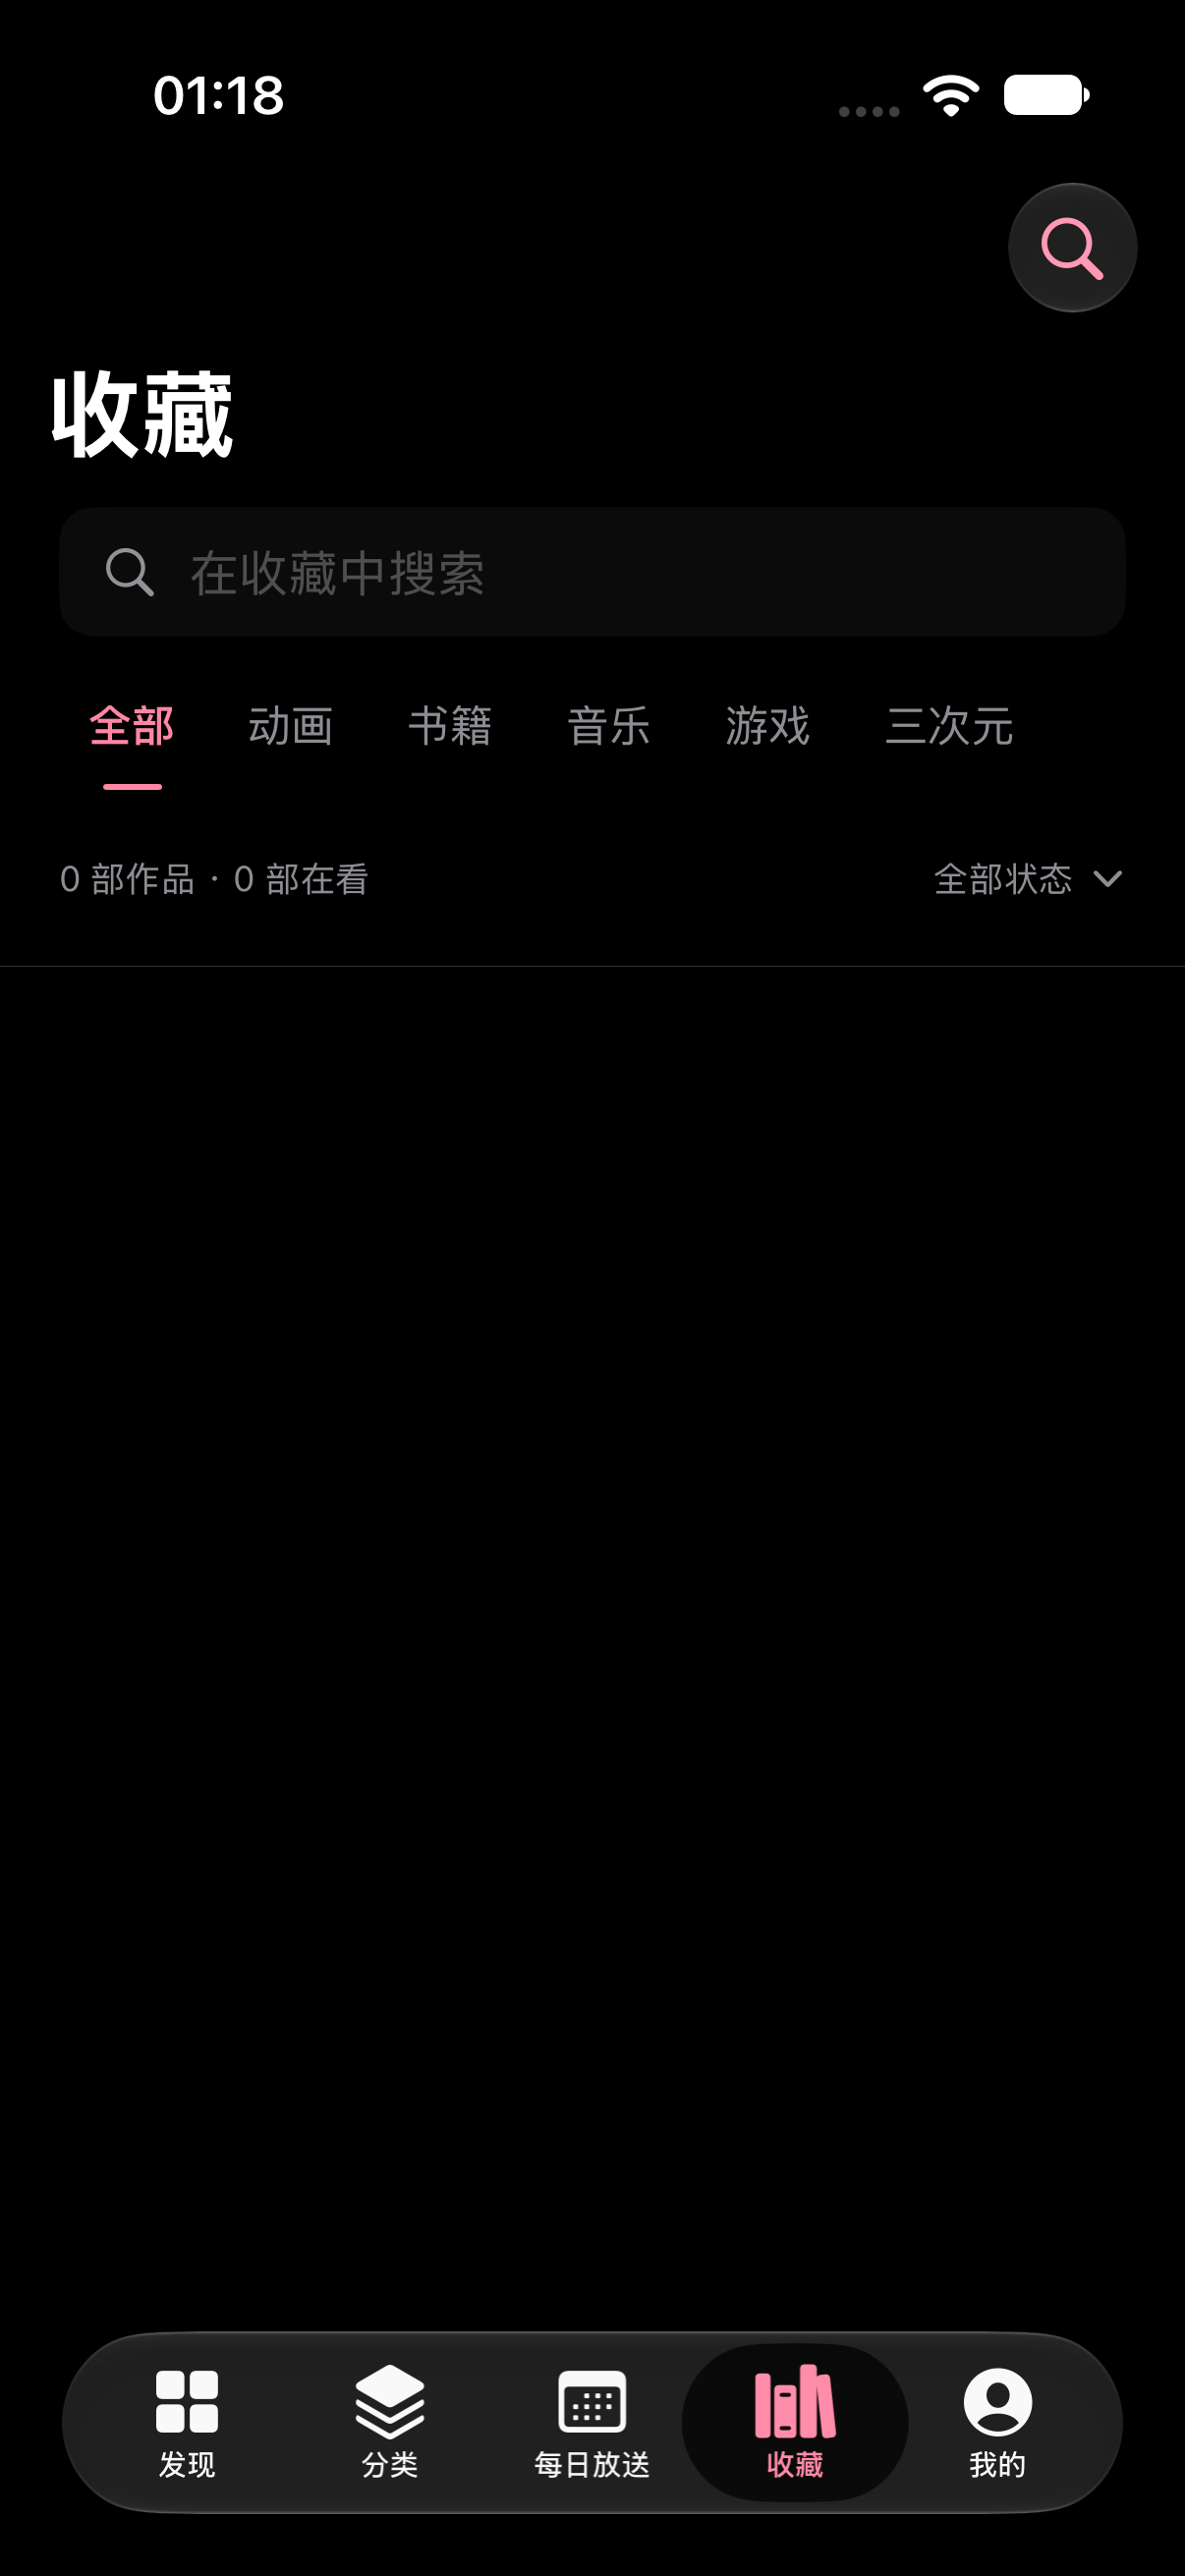 01:18
收藏
在收藏中搜索
全部 动画 书籍 音乐 游戏 三次元
0 部作品 · 0 部在看 全部状态
发现 分类 每日放送 收藏 我的